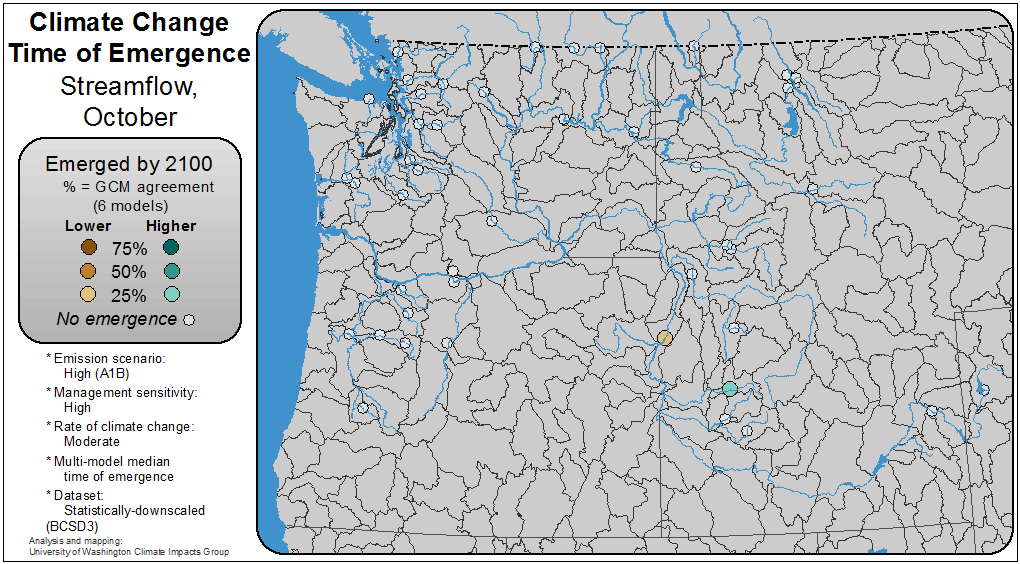 Climate Change
Time of Emergence
Streamflow,
October
Emerged by 2100
% = GCM agreement
(6 models)
Lower Higher
75%
50%
25%
No emergence
* Emission scenario:
High (A1B)
* Management sensitivity:
High
* Rate of climate change:
Moderate
* Multi-model median
time of emergence
* Dataset:
Statistically-downscaled
(BCSD3)
Analysis and mapping:
University of Washington Climate Impacts Group